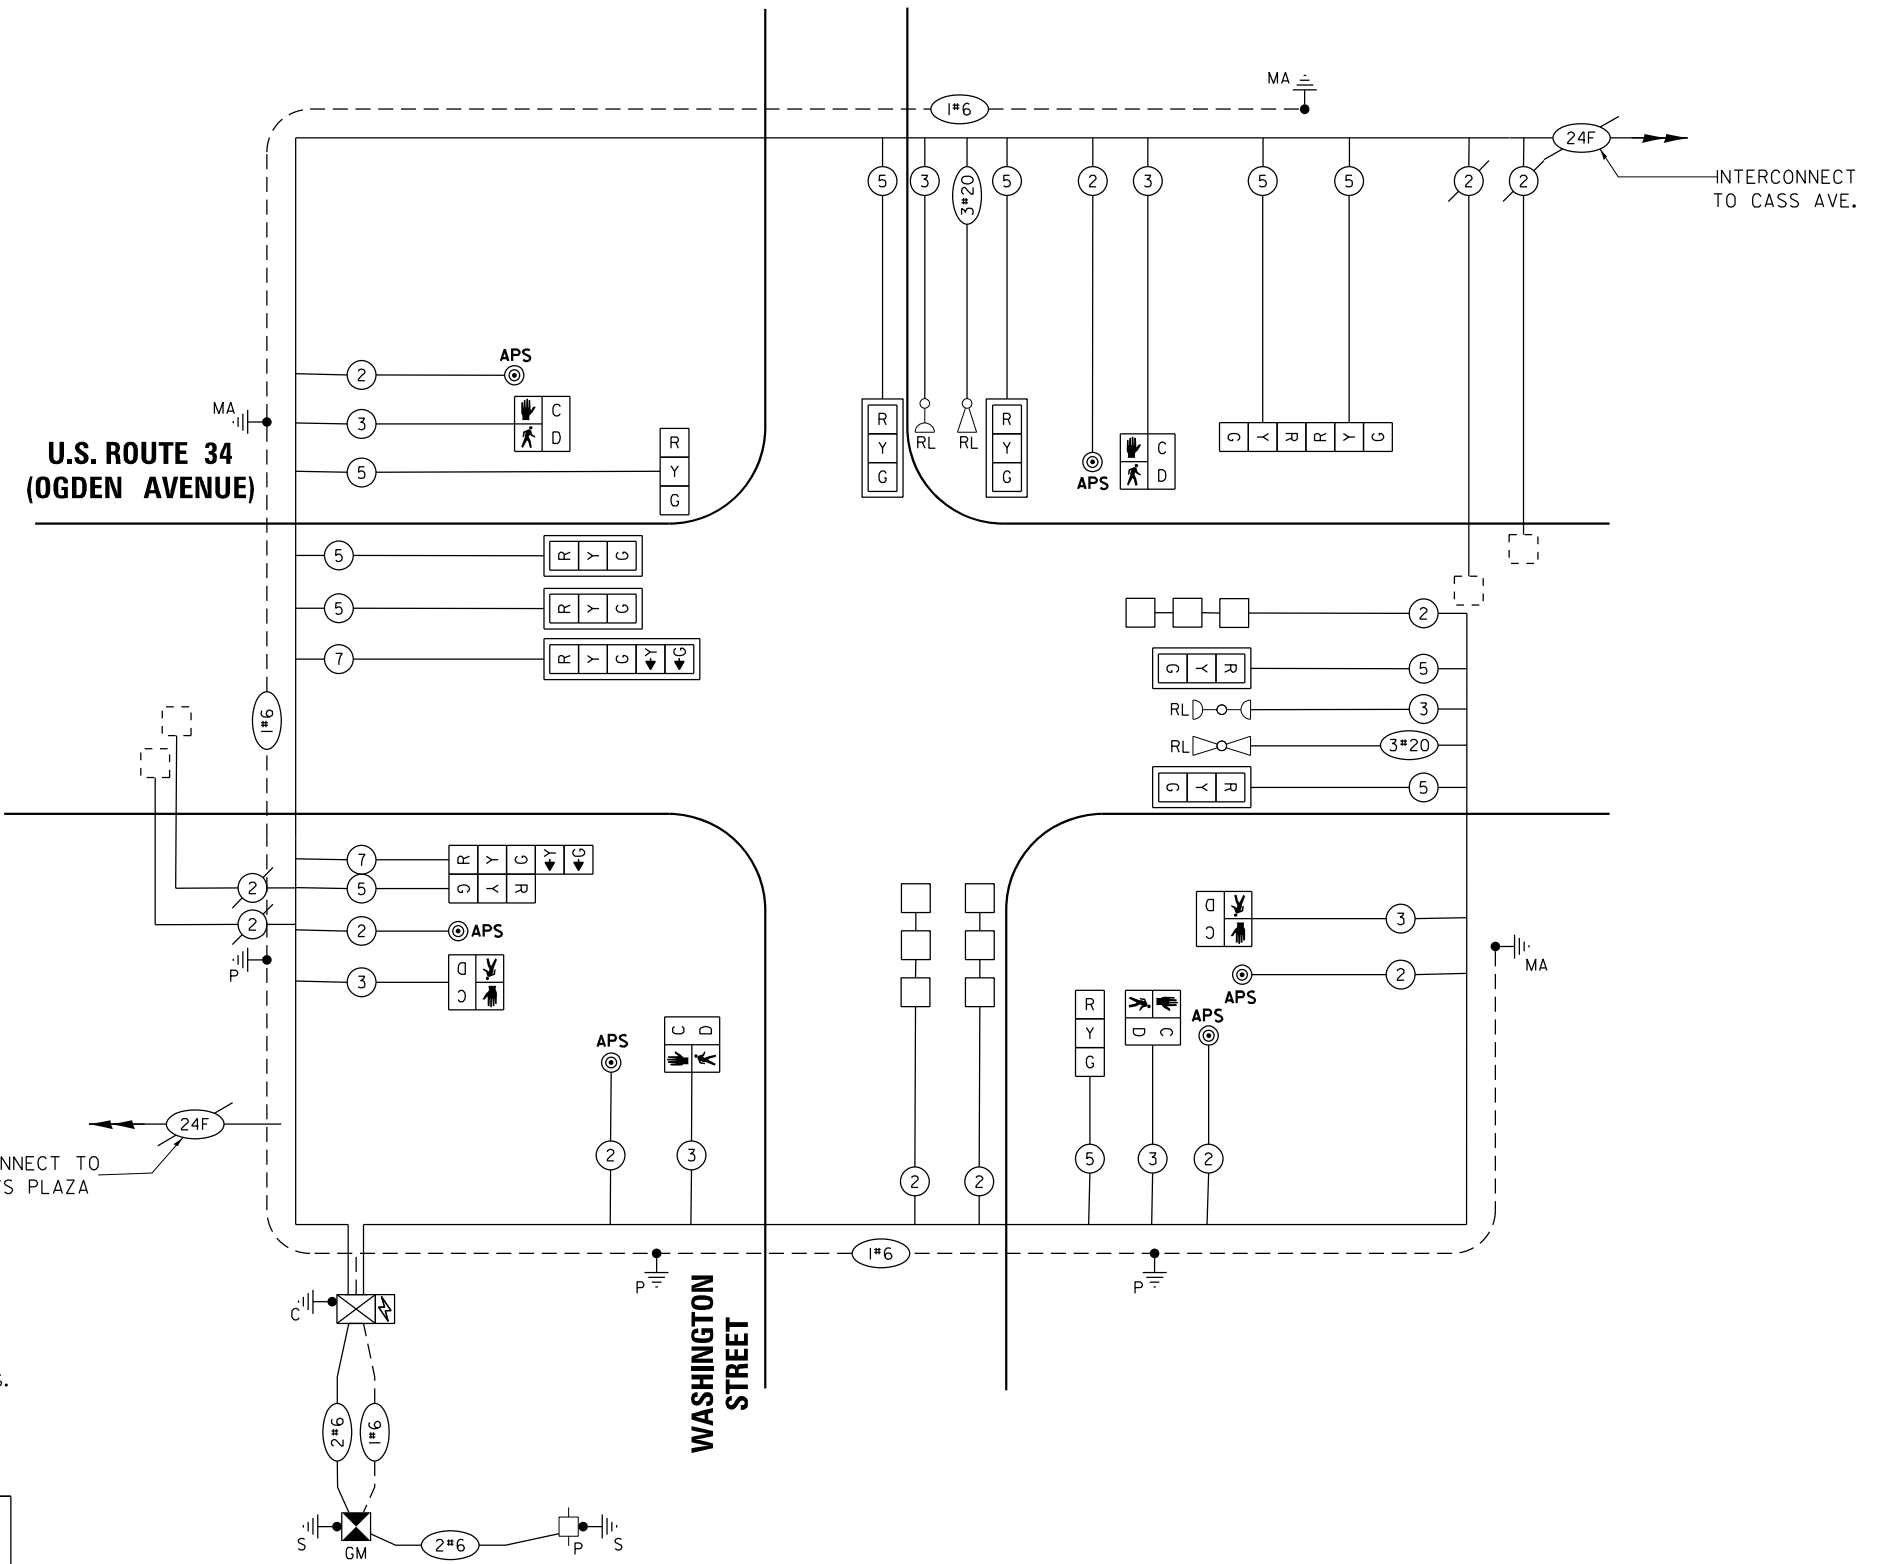 MA
1#6
24F
INTERCONNECT
TO CASS AVE.
5
3
3#20
5
2
3
5
5
2
2
APS
2
MA
3
C
D
U.S. ROUTE 34
(OGDEN AVENUE)
5
R
Y
G
R
Y
G
RL
RL
R
Y
G
APS
C
D
G Y R R Y G
5
R Y G
5
R Y G
7
R Y G Y G
2
G Y R
5
RL
3
RL
3#20
G Y R
5
1#6
7
R Y G Y G
2
5
G Y R
2
2
APS
P
3
D
C
D
C
3
APS
2
MA
R
Y
G
D C
APS
APS
C D
24F
NNECT TO
TS PLAZA
2
3
2
2
5
3
2
1#6
P
P
C
WASHINGTON
STREET
S.
2#6
1#6
S
GM
2#6
P
S